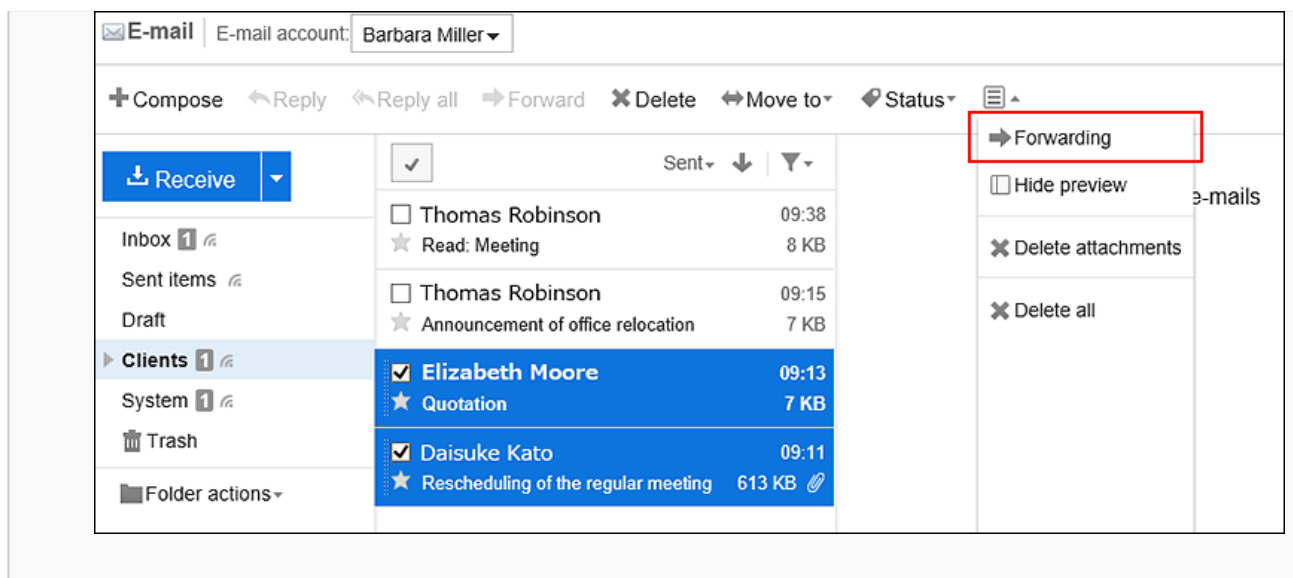 E-mail E-mail account: Barbara Miller
Compose Reply Reply all Forward Delete Move to Status
Forwarding
Hide preview
e-mails
Delete attachments
Delete all
Receive
Inbox 1
Sent items
Draft
Clients 1
System 1
Trash
Folder actions
Sent
Thomas Robinson 09:38
Read: Meeting 8 KB
Thomas Robinson 09:15
Announcement of office relocation 7 KB
Elizabeth Moore 09:13
Quotation 7 KB
Daisuke Kato 09:11
Rescheduling of the regular meeting 613 KB